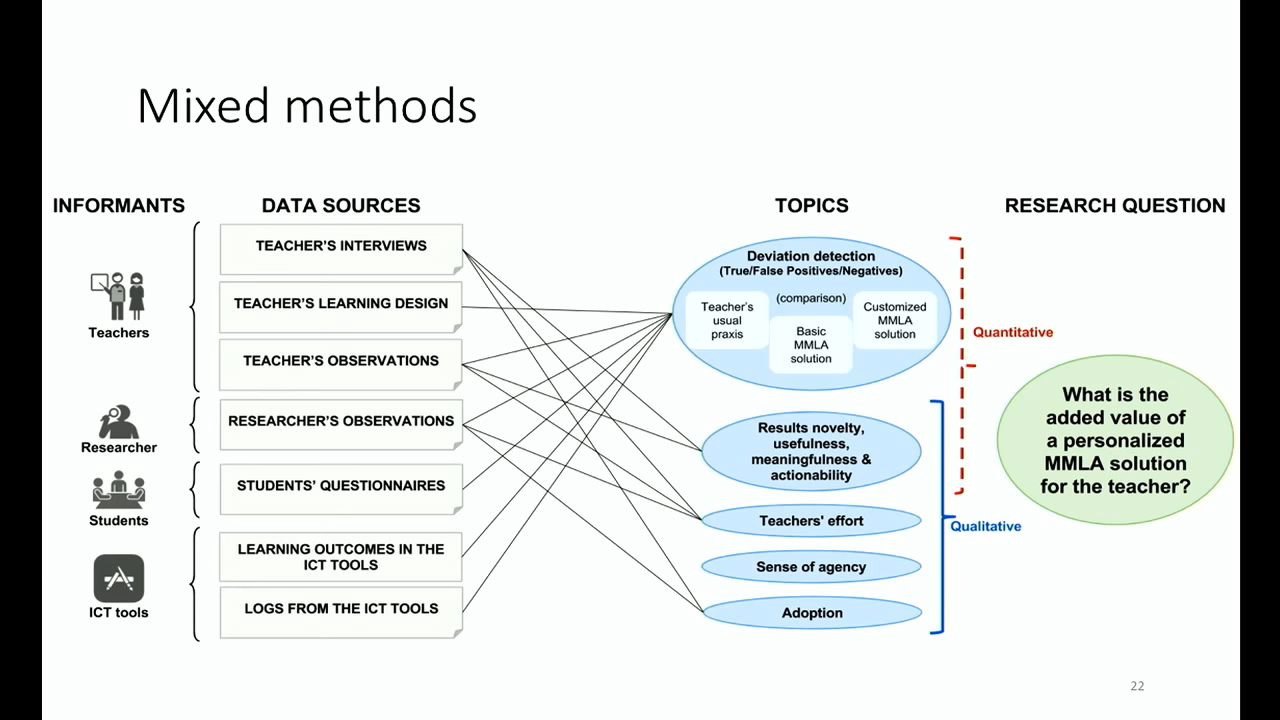 Mixed methods
INFORMANTS
DATA SOURCES
TOPICS
RESEARCH QUESTION
Teachers
Researcher
Students
ICT tools
TEACHER'S INTERVIEWS
TEACHER'S LEARNING DESIGN
TEACHER'S OBSERVATIONS
RESEARCHER'S OBSERVATIONS
STUDENTS' QUESTIONNAIRES
LEARNING OUTCOMES IN THE
ICT TOOLS
LOGS FROM THE ICT TOOLS
Deviation detection
(True/False Positives/Negatives)
(comparison)
Teacher's
usual
praxis
Basic
MMLA
solution
Customized
MMLA
solution
Results novelty,
usefulness,
meaningfulness &
actionability
Teachers' effort
Sense of agency
Adoption
Quantitative
Qualitative
What is the
added value of
a personalized
MMLA solution
for the teacher?
22